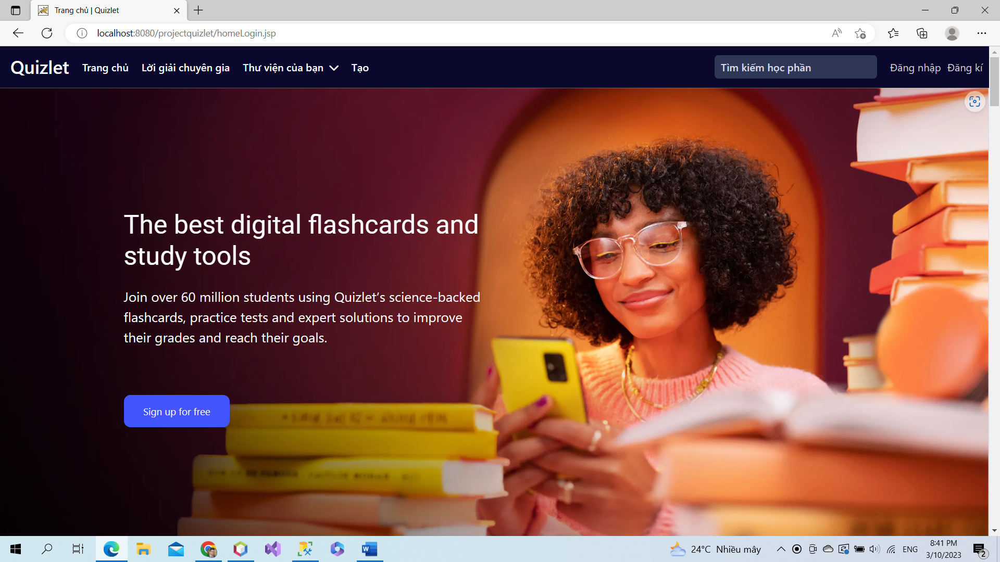 Trang chủ | Quizlet
localhost:8080/projectquizlet/homeLogin.jsp
Quizlet Trang chủ Lời giải chuyên gia Thư viện của bạn Tạo Tìm kiếm học phần Đăng nhập Đăng kí
The best digital flashcards and
study tools
Join over 60 million students using Quizlet's science-backed
flashcards, practice tests and expert solutions to improve
their grades and reach their goals.
Sign up for free
24°C Nhiều mây ENG 8:41 PM
3/10/2023
2